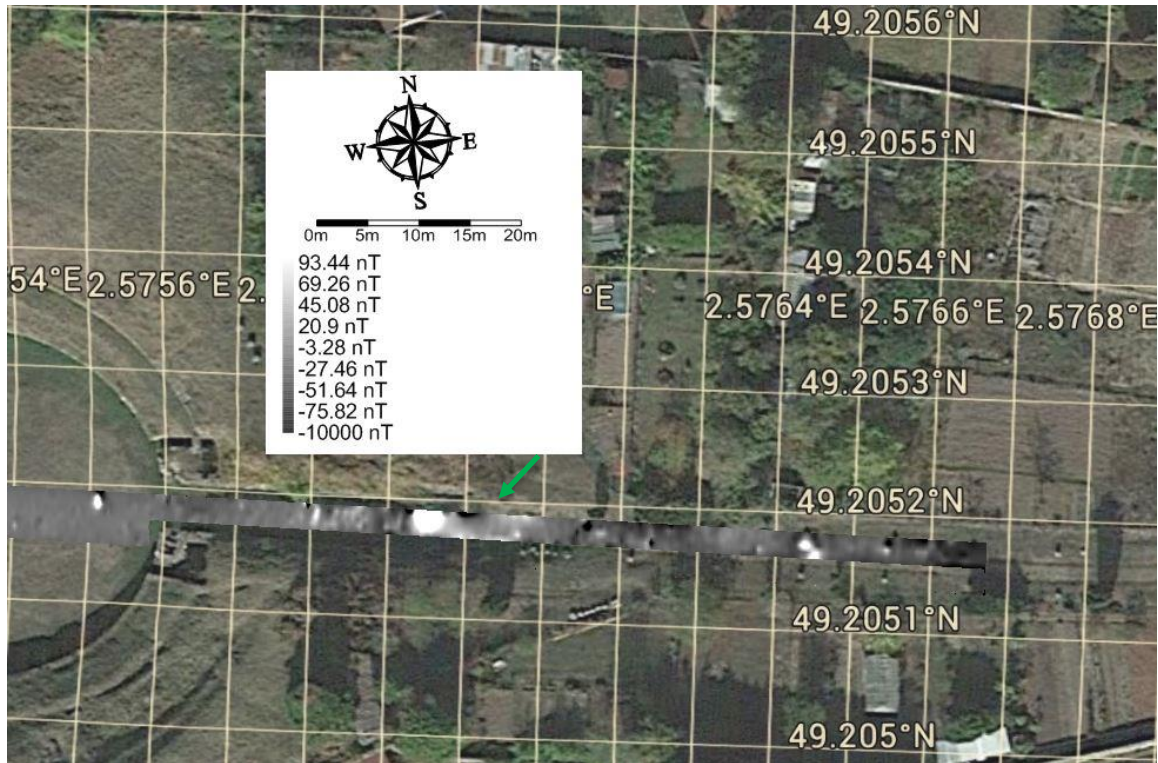 49.2056°N
N
W
E
S
49.2055°N
0m 5m 10m 15m 20m
93.44 nT
69.26 nT
45.08 nT
20.9 nT
-3.28 nT
-27.46 nT
-51.64 nT
-75.82 nT
-10000 nT
49.2054°N
54°E 2.5756°E 2. °E 2.5764°E 2.5766°E 2.5768°E
49.2053°N
49.2052°N
49.2051°N
49.205°N